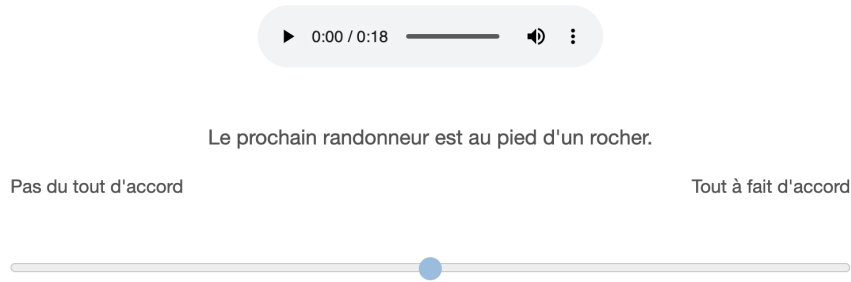 0:00 / 0:18
Le prochain randonneur est au pied d'un rocher.
Pas du tout d'accord
Tout à fait d'accord